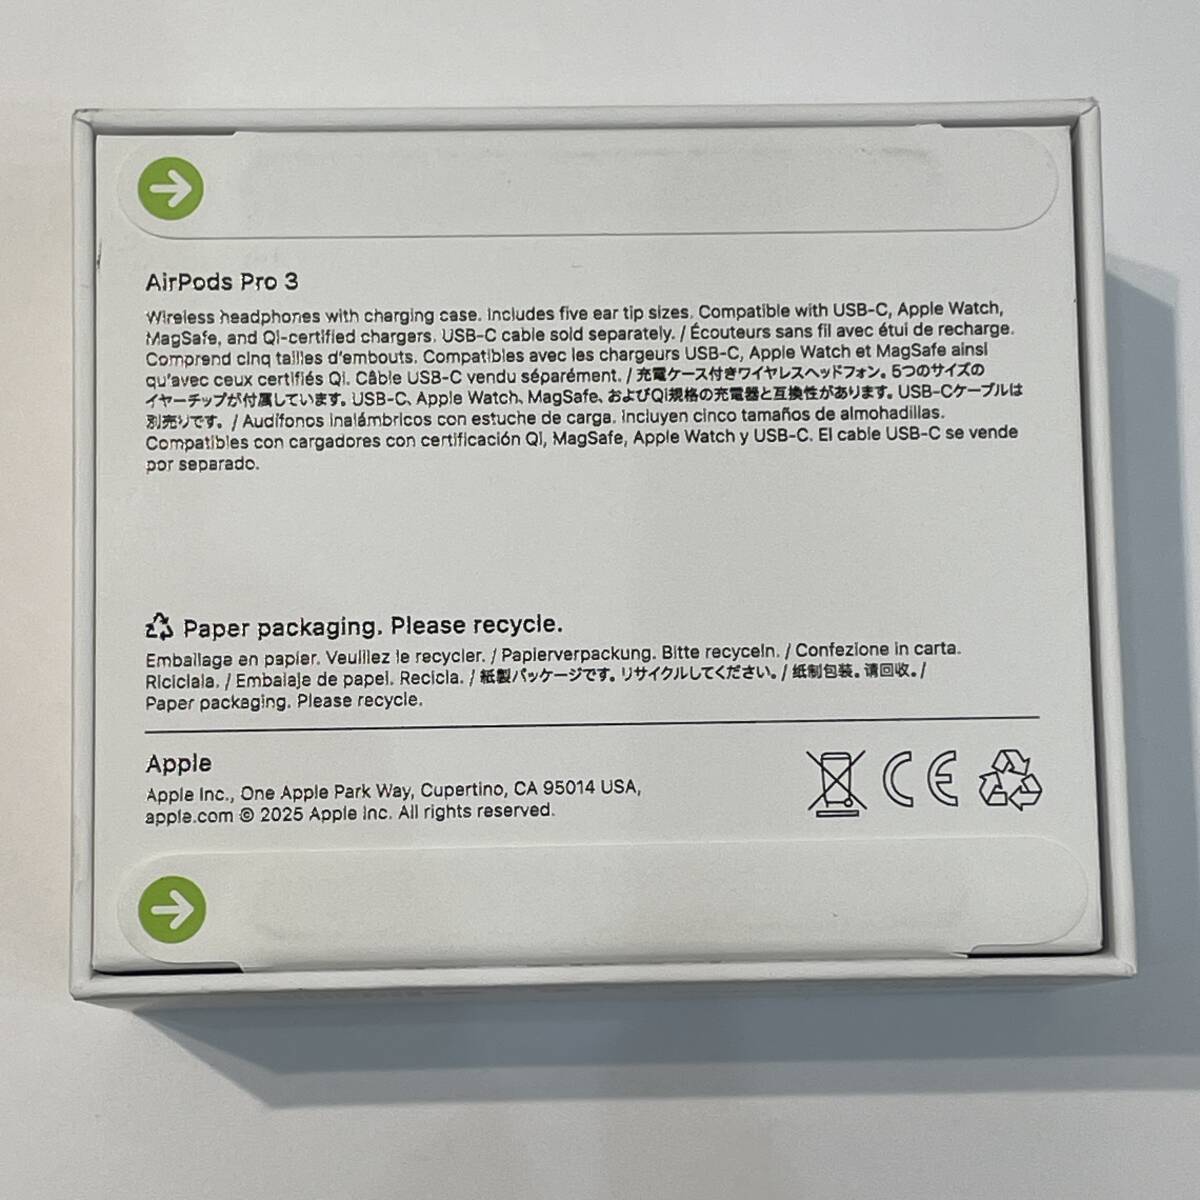 AirPods Pro 3
Wireless headphones with charging case. Includes five ear tip sizes. Compatible with USB-C, Apple Watch,
MagSafe, and Qi-certified chargers. USB-C cable sold separately. / Écouteurs sans fil avec étui de recharge.
Comprend cinq tailles d'embouts. Compatibles avec les chargeurs USB-C, Apple Watch et MagSafe ainsi
qu'avec ceux certifiés Qi. Câble USB-C vendu séparément. / 充電ケース付きワイヤレスヘッドフォン。5つのサイズの
イヤーチップが付属しています。USB-C、Apple Watch、MagSafe、およびQi規格の充電器と互換性があります。USB-Cケーブルは
別売りです。 / Audífonos inalámbricos con estuche de carga. Incluyen cinco tamaños de almohadillas.
Compatibles con cargadores con certificación Qi, MagSafe, Apple Watch y USB-C. El cable USB-C se vende
por separado.
Paper packaging. Please recycle.
Emballage en papier. Veuillez le recycler. / Papierverpackung. Bitte recyceln. / Confezione in carta.
Riciclala. / Embalaje de papel. Recicla. / 紙製パッケージです。リサイクルしてください。/ 纸制包装。请回收。/
Paper packaging. Please recycle.
Apple
Apple Inc., One Apple Park Way, Cupertino, CA 95014 USA,
apple.com © 2025 Apple Inc. All rights reserved.
CE